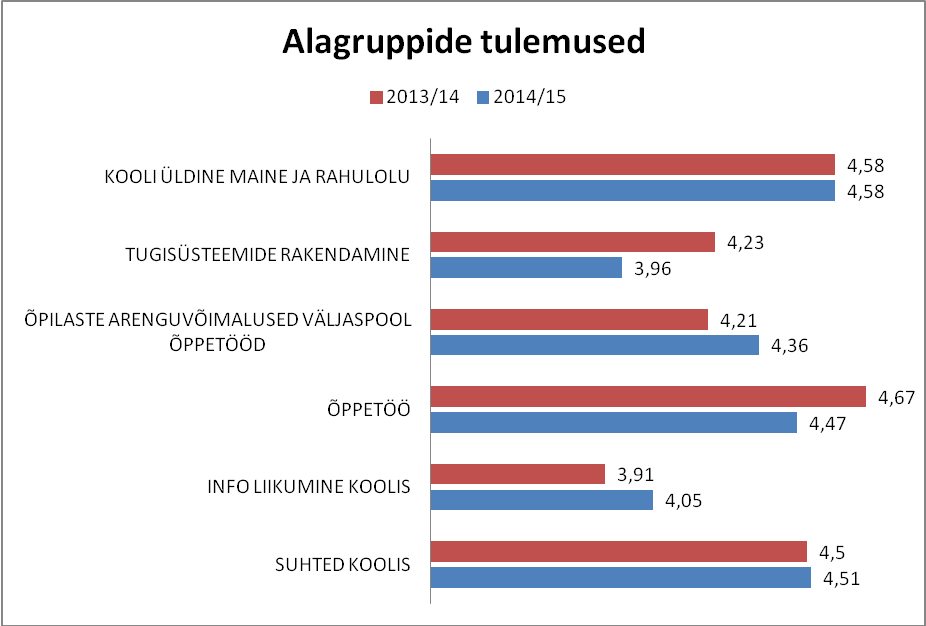 Alagruppide tulemused
2013/14 2014/15
KOOLI ÜLDINE MAINE JA RAHULOLU
4,58
4,58
TUGISÜSTEEMIDE RAKENDAMINE
4,23
3,96
ÕPILASTE ARENGUVÕIMALUSED VÄLJASPOOL
ÕPPETÖÖD
4,21
4,36
ÕPPETÖÖ
4,67
4,47
INFO LIIKUMINE KOOLIS
3,91
4,05
SUHTED KOOLIS
4,5
4,51